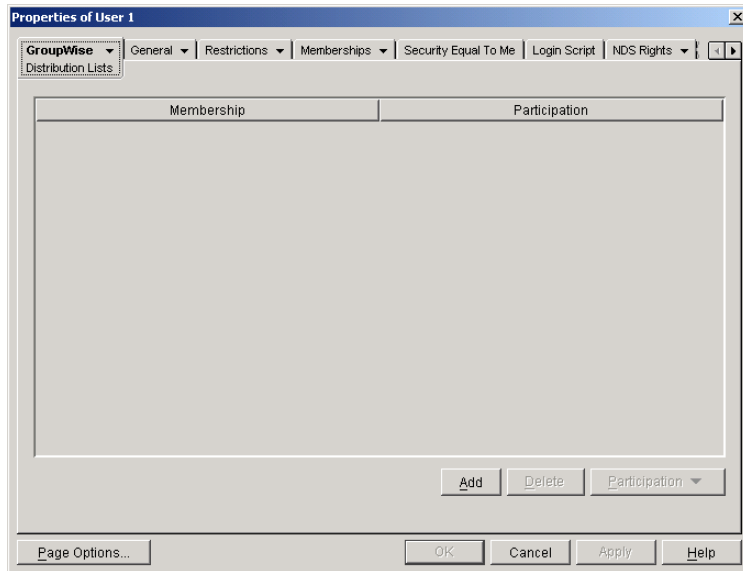 Properties of User 1
GroupWise General Restrictions Memberships Security Equal To Me Login Script NDS Rights
Distribution Lists
Membership Participation
Add Delete Participation
Page Options... OK Cancel Apply Help